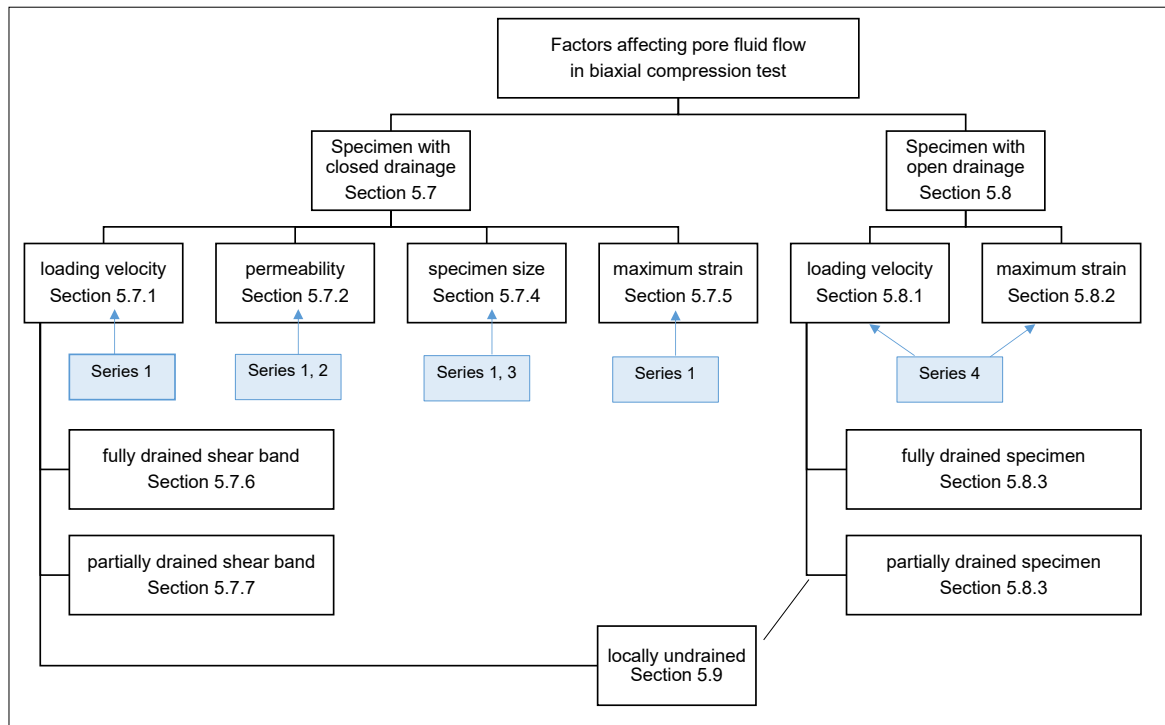 Factors affecting pore fluid flow
in biaxial compression test
Specimen with
closed drainage
Section 5.7
Specimen with
open drainage
Section 5.8
loading velocity
Section 5.7.1
permeability
Section 5.7.2
specimen size
Section 5.7.4
maximum strain
Section 5.7.5
loading velocity
Section 5.8.1
maximum strain
Section 5.8.2
Series 1
Series 1, 2
Series 1, 3
Series 1
Series 4
fully drained shear band
Section 5.7.6
fully drained specimen
Section 5.8.3
partially drained shear band
Section 5.7.7
partially drained specimen
Section 5.8.3
locally undrained
Section 5.9